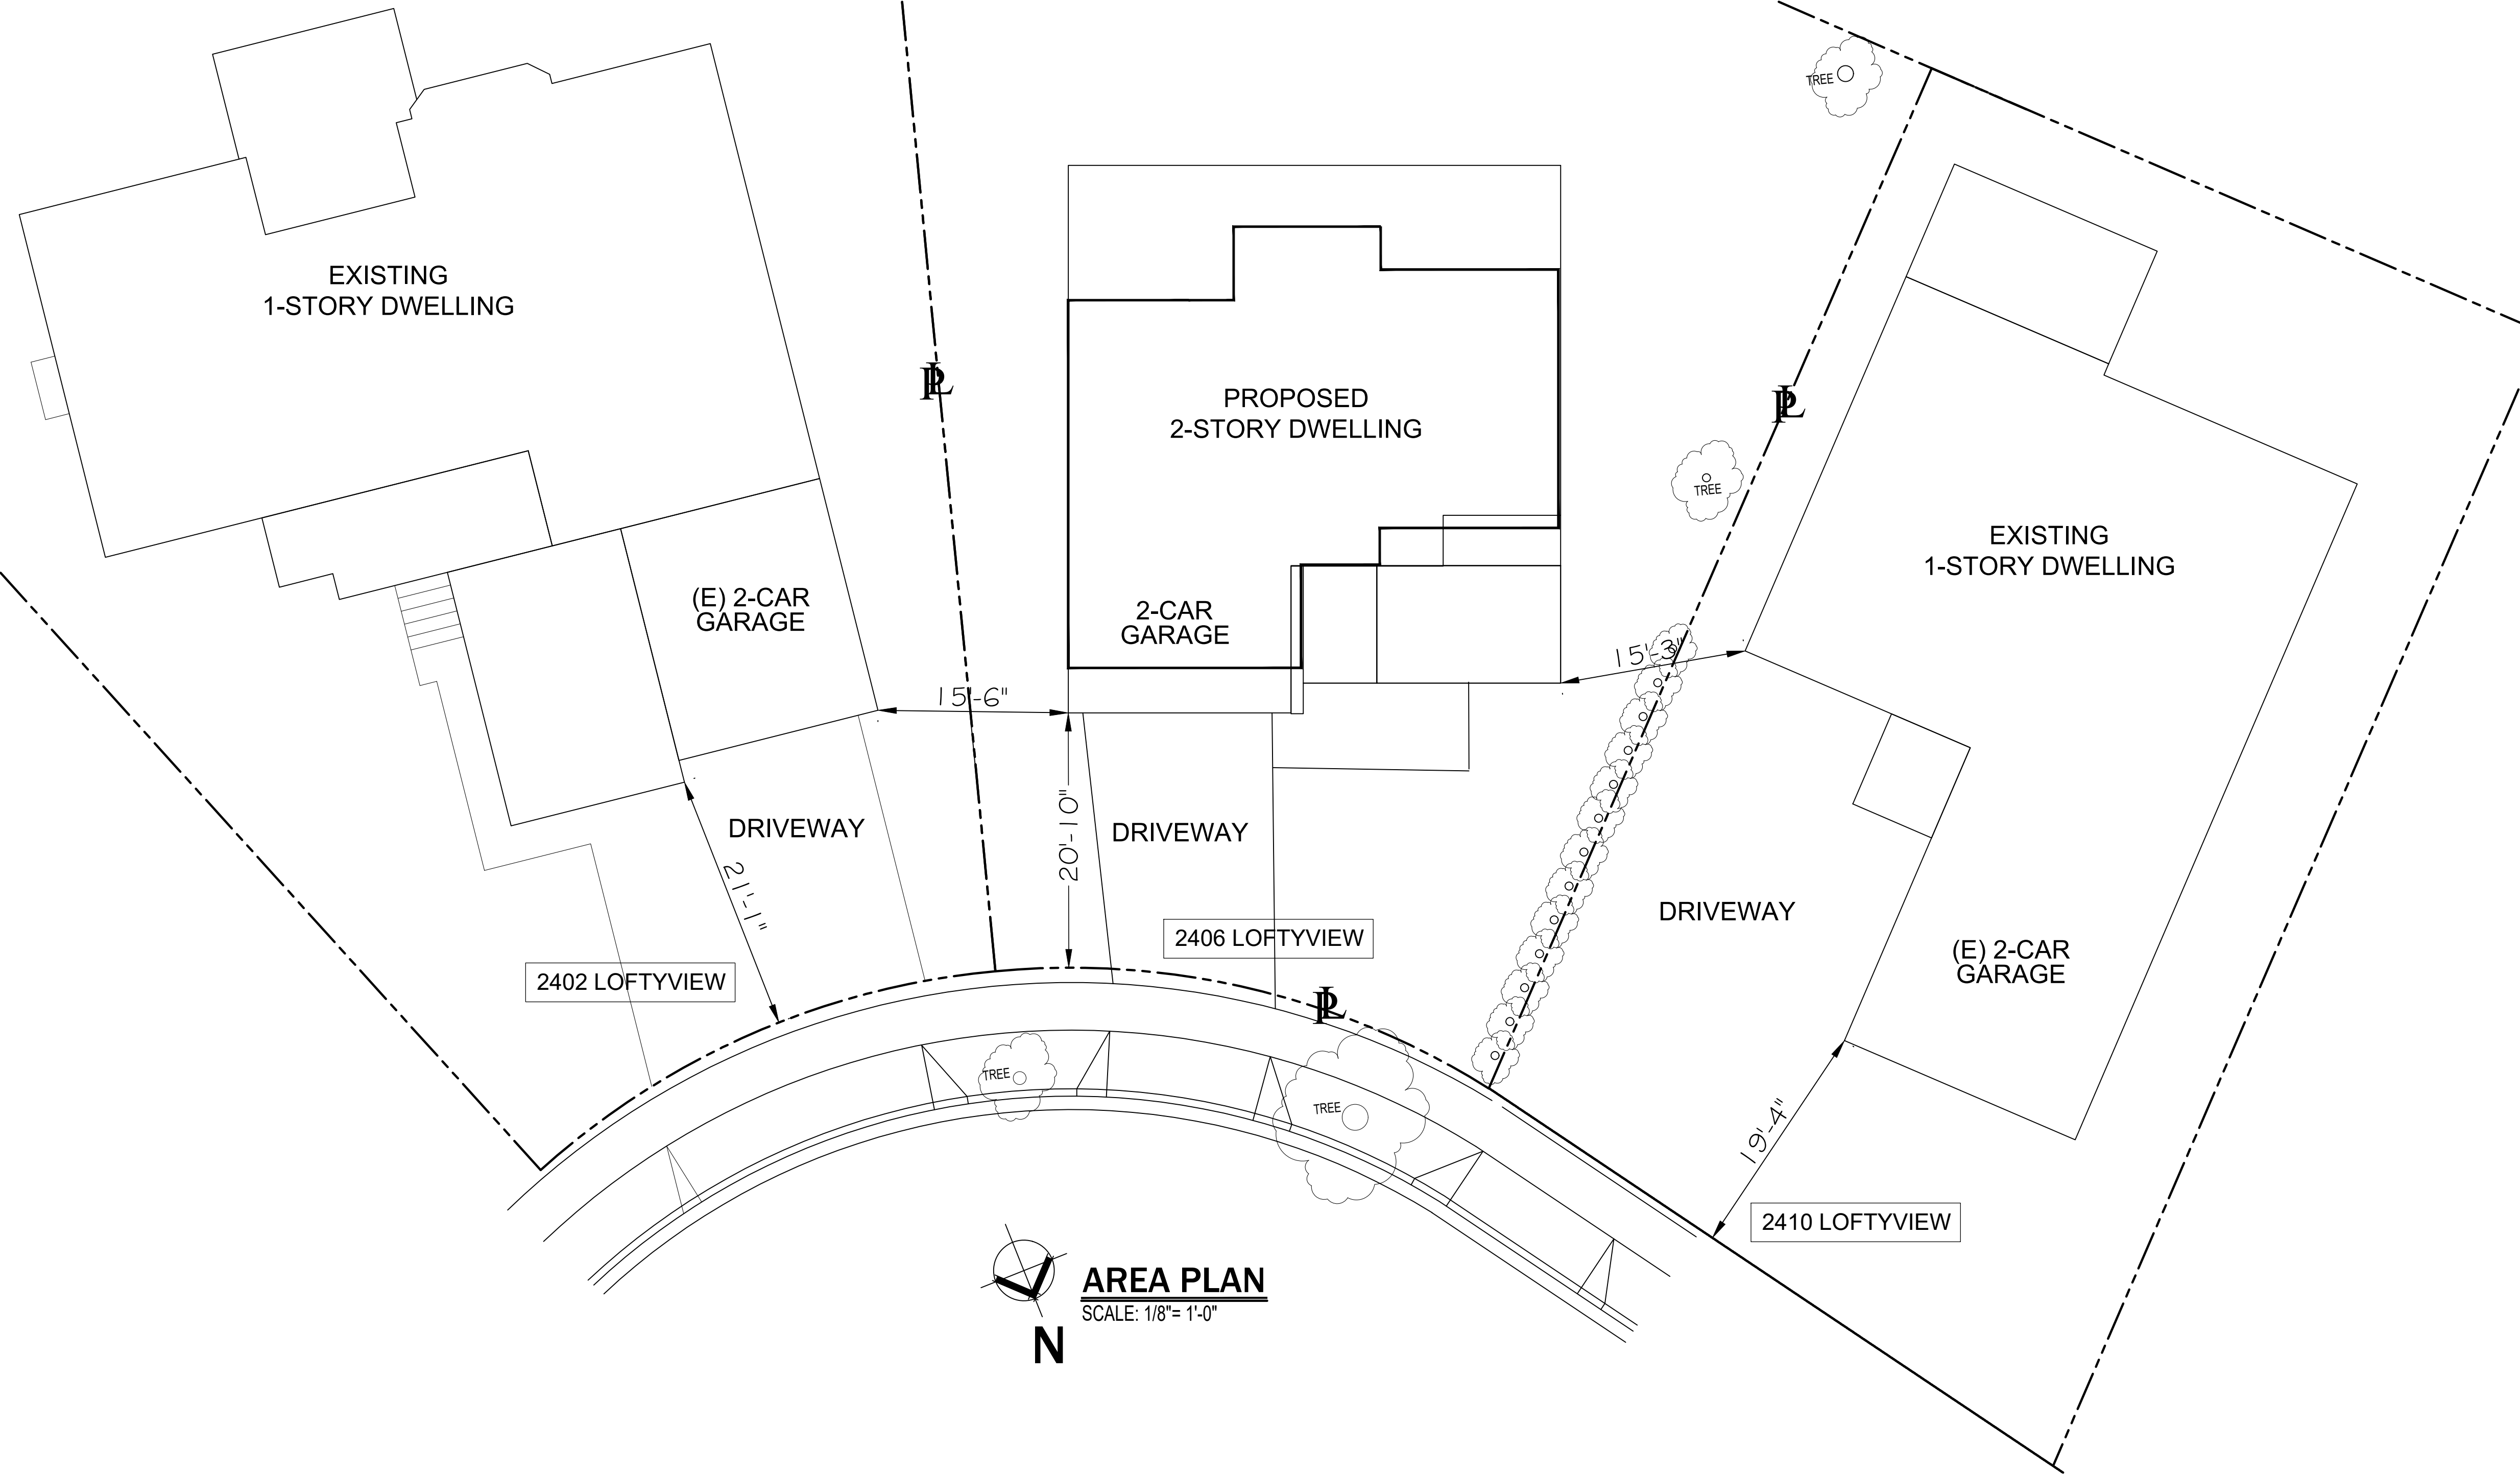 TREE
EXISTING
1-STORY DWELLING
PL
PROPOSED
2-STORY DWELLING
PL
TREE
EXISTING
1-STORY DWELLING
(E) 2-CAR
GARAGE
2-CAR
GARAGE
15'-3"
15'-6"
20'-10"
DRIVEWAY
DRIVEWAY
21'-1"
DRIVEWAY
2406 LOFTYVIEW
2402 LOFTYVIEW
(E) 2-CAR
GARAGE
PL
TREE
TREE
19'-4"
2410 LOFTYVIEW
AREA PLAN
SCALE: 1/8"= 1'-0"
N